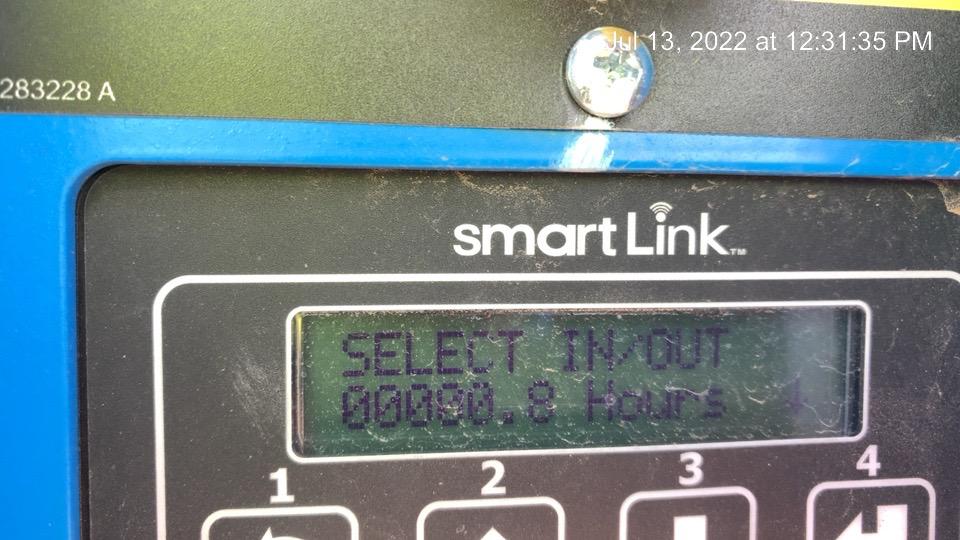 Jul 13, 2022 at 12:31:35 PM
283228 A
smartLink™
SELECT IN/OUT
00000.8 Hours
1 2 3 4